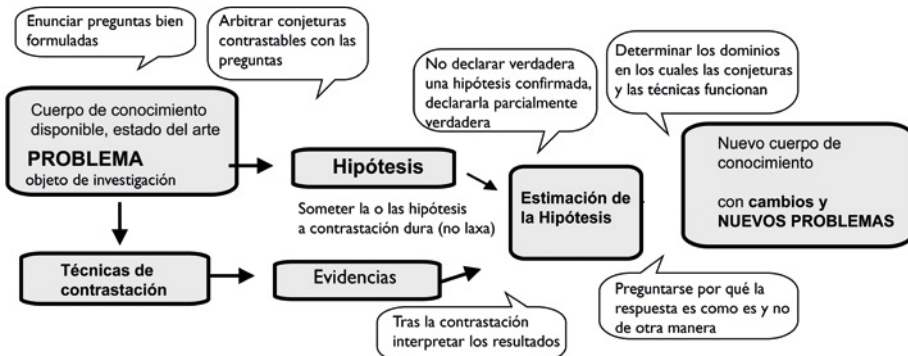 Enunciar preguntas bien
formuladas
Arbitrar conjeturas
contrastables con las
preguntas
No declarar verdadera
una hipótesis confirmada,
declararla parcialmente
verdadera
Determinar los dominios
en los cuales las conjeturas
y las técnicas funcionan
Cuerpo de conocimiento
disponible, estado del arte
PROBLEMA
objeto de investigación
Hipótesis
Someter la o las hipótesis
a contrastación dura (no laxa)
Estimación de
la Hipótesis
Nuevo cuerpo de
conocimiento
con cambios y
NUEVOS PROBLEMAS
Técnicas de
contrastación
Evidencias
Tras la contrastación
interpretar los resultados
Preguntarse por qué la
respuesta es como es y no
de otra manera